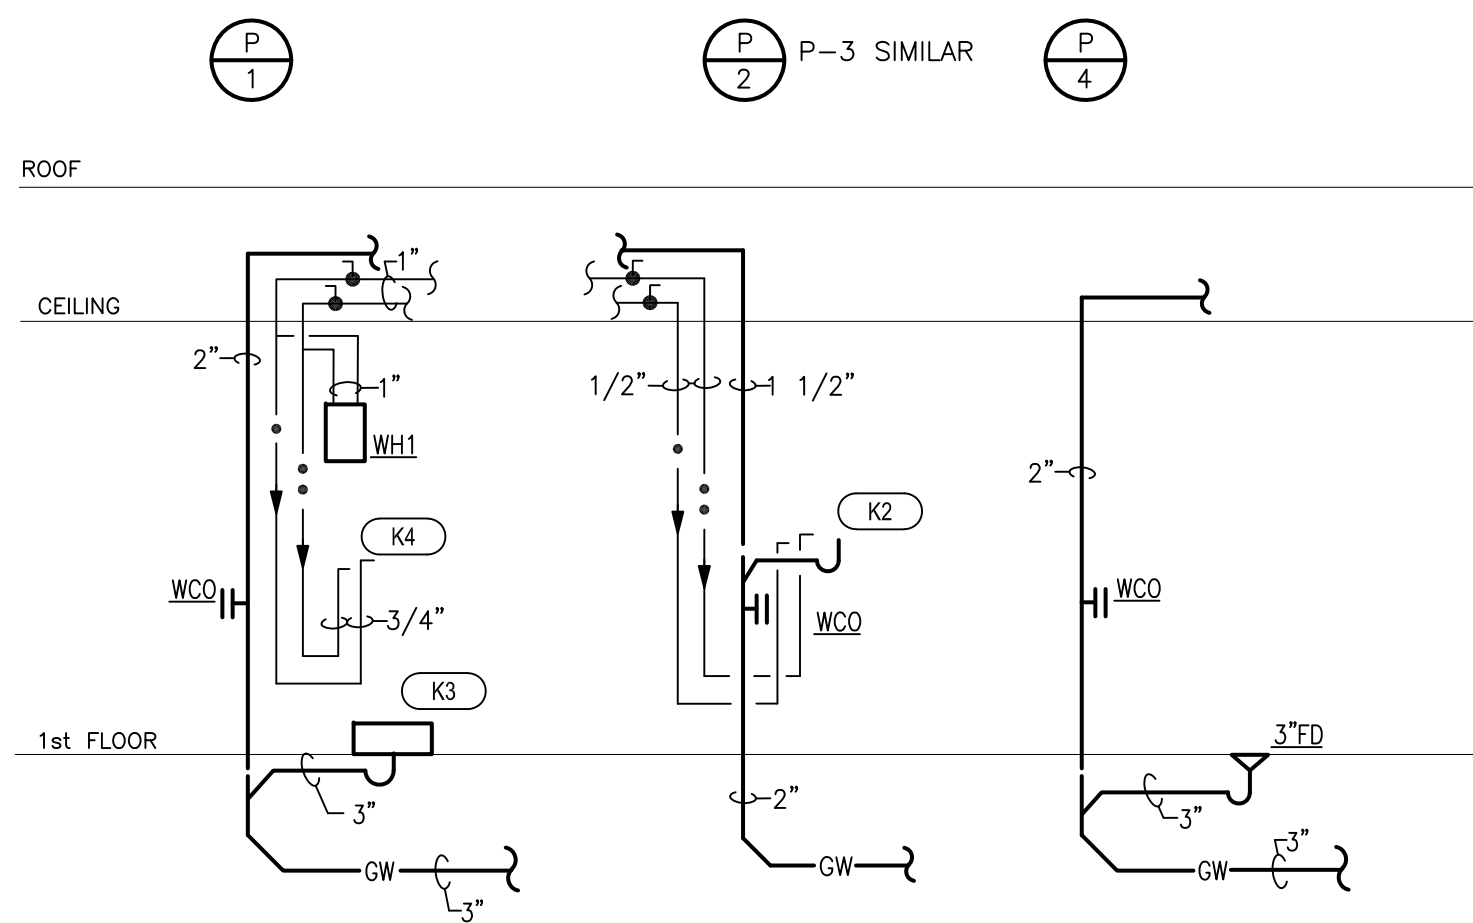 P
1
P
2
P-3 SIMILAR
P
4
ROOF
CEILING
1"
2"
1"
WH1
1/2"
1 1/2"
2"
K4
K2
WCO
3/4"
WCO
WCO
K3
1st FLOOR
3"FD
3"
2"
3"
GW
3"
GW
GW
3"